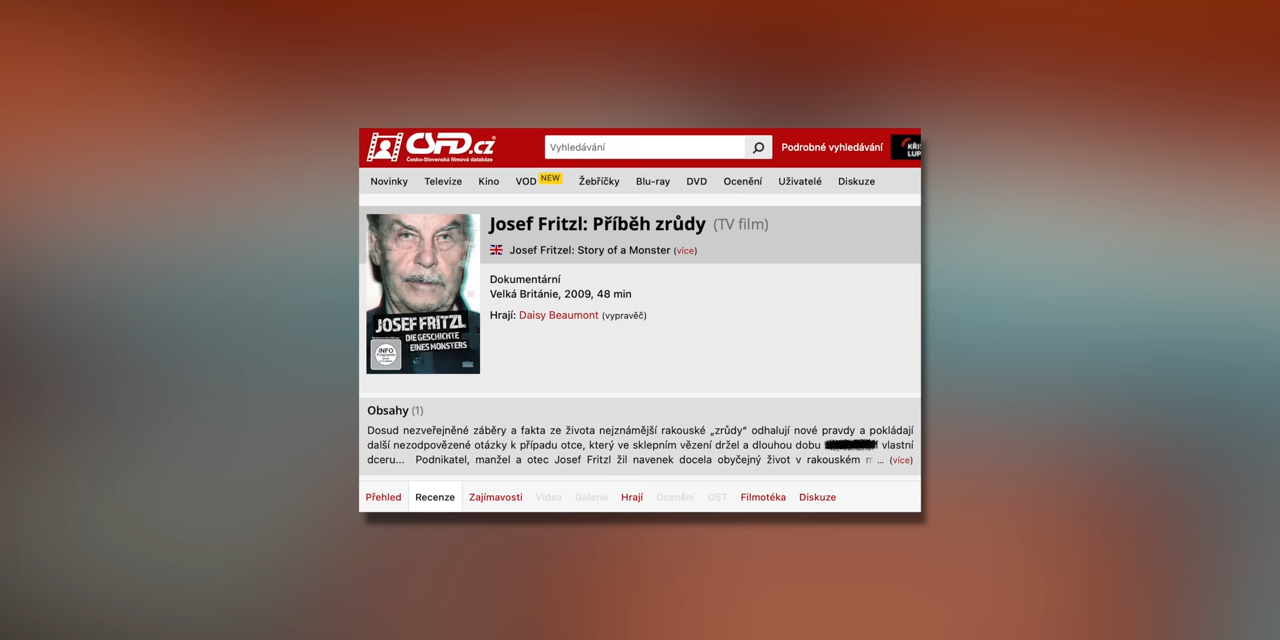 ČSFD.cz®
Česko-Slovenská filmová databáze
Vyhledávání
Podrobné vyhledávání
KŘIŠ
LUP
Novinky Televize Kino VOD NEW Žebříčky Blu-ray DVD Ocenění Uživatelé Diskuze
Josef Fritzl: Příběh zrůdy (TV film)
Josef Fritzel: Story of a Monster (více)
Dokumentární
Velká Británie, 2009, 48 min
Hrají: Daisy Beaumont (vypravěč)
JOSEF FRITZL
DIE GESCHICHTE
EINES MONSTERS
INFO
Programm
Obsahy (1)
Dosud nezveřejněné záběry a fakta ze života nejznámější rakouské „zrůdy“ odhalují nové pravdy a pokládají
další nezodpovězené otázky k případu otce, který ve sklepním vězení držel a dlouhou dobu vlastní
dceru... Podnikatel, manžel a otec Josef Fritzl žil navenek docela obyčejný život v rakouském m ... (více)
Přehled Recenze Zajímavosti Videa Galerie Hrají Ocenění OST Filmotéka Diskuze